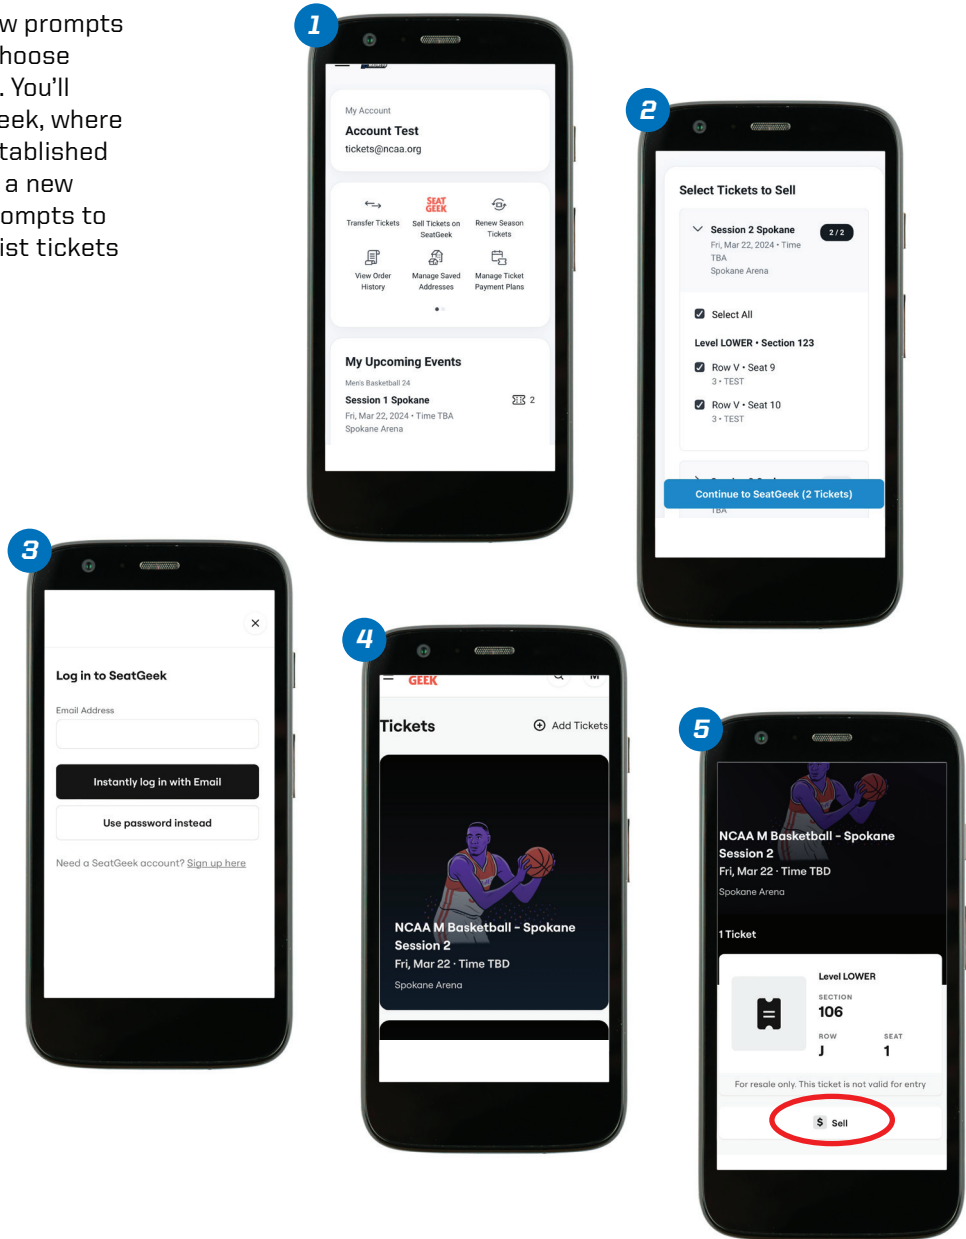 w prompts
hoose
. You'll
eek, where
tablished
a new
ompts to
ist tickets
1
My Account
Account Test
tickets@ncaa.org
Transfer Tickets
SEAT
GEEK
Sell Tickets on
SeatGeek
Renew Season
Tickets
View Order
History
Manage Saved
Addresses
Manage Ticket
Payment Plans
My Upcoming Events
Men's Basketball 24
Session 1 Spokane
2
Fri, Mar 22, 2024 • Time TBA
Spokane Arena
2
Select Tickets to Sell
Session 2 Spokane
2 / 2
Fri, Mar 22, 2024 • Time
TBA
Spokane Arena
Select All
Level LOWER • Section 123
Row V • Seat 9
3 • TEST
Row V • Seat 10
3 • TEST
Continue to SeatGeek (2 Tickets)
TBA
3
Log in to SeatGeek
Email Address
Instantly log in with Email
Use password instead
Need a SeatGeek account? Sign up here
4
GEEK
M
Tickets
Add Tickets
NCAA M Basketball – Spokane
Session 2
Fri, Mar 22 · Time TBD
Spokane Arena
5
NCAA M Basketball – Spokane
Session 2
Fri, Mar 22 · Time TBD
Spokane Arena
1 Ticket
Level LOWER
SECTION
106
ROW SEAT
J 1
For resale only. This ticket is not valid for entry
$ Sell